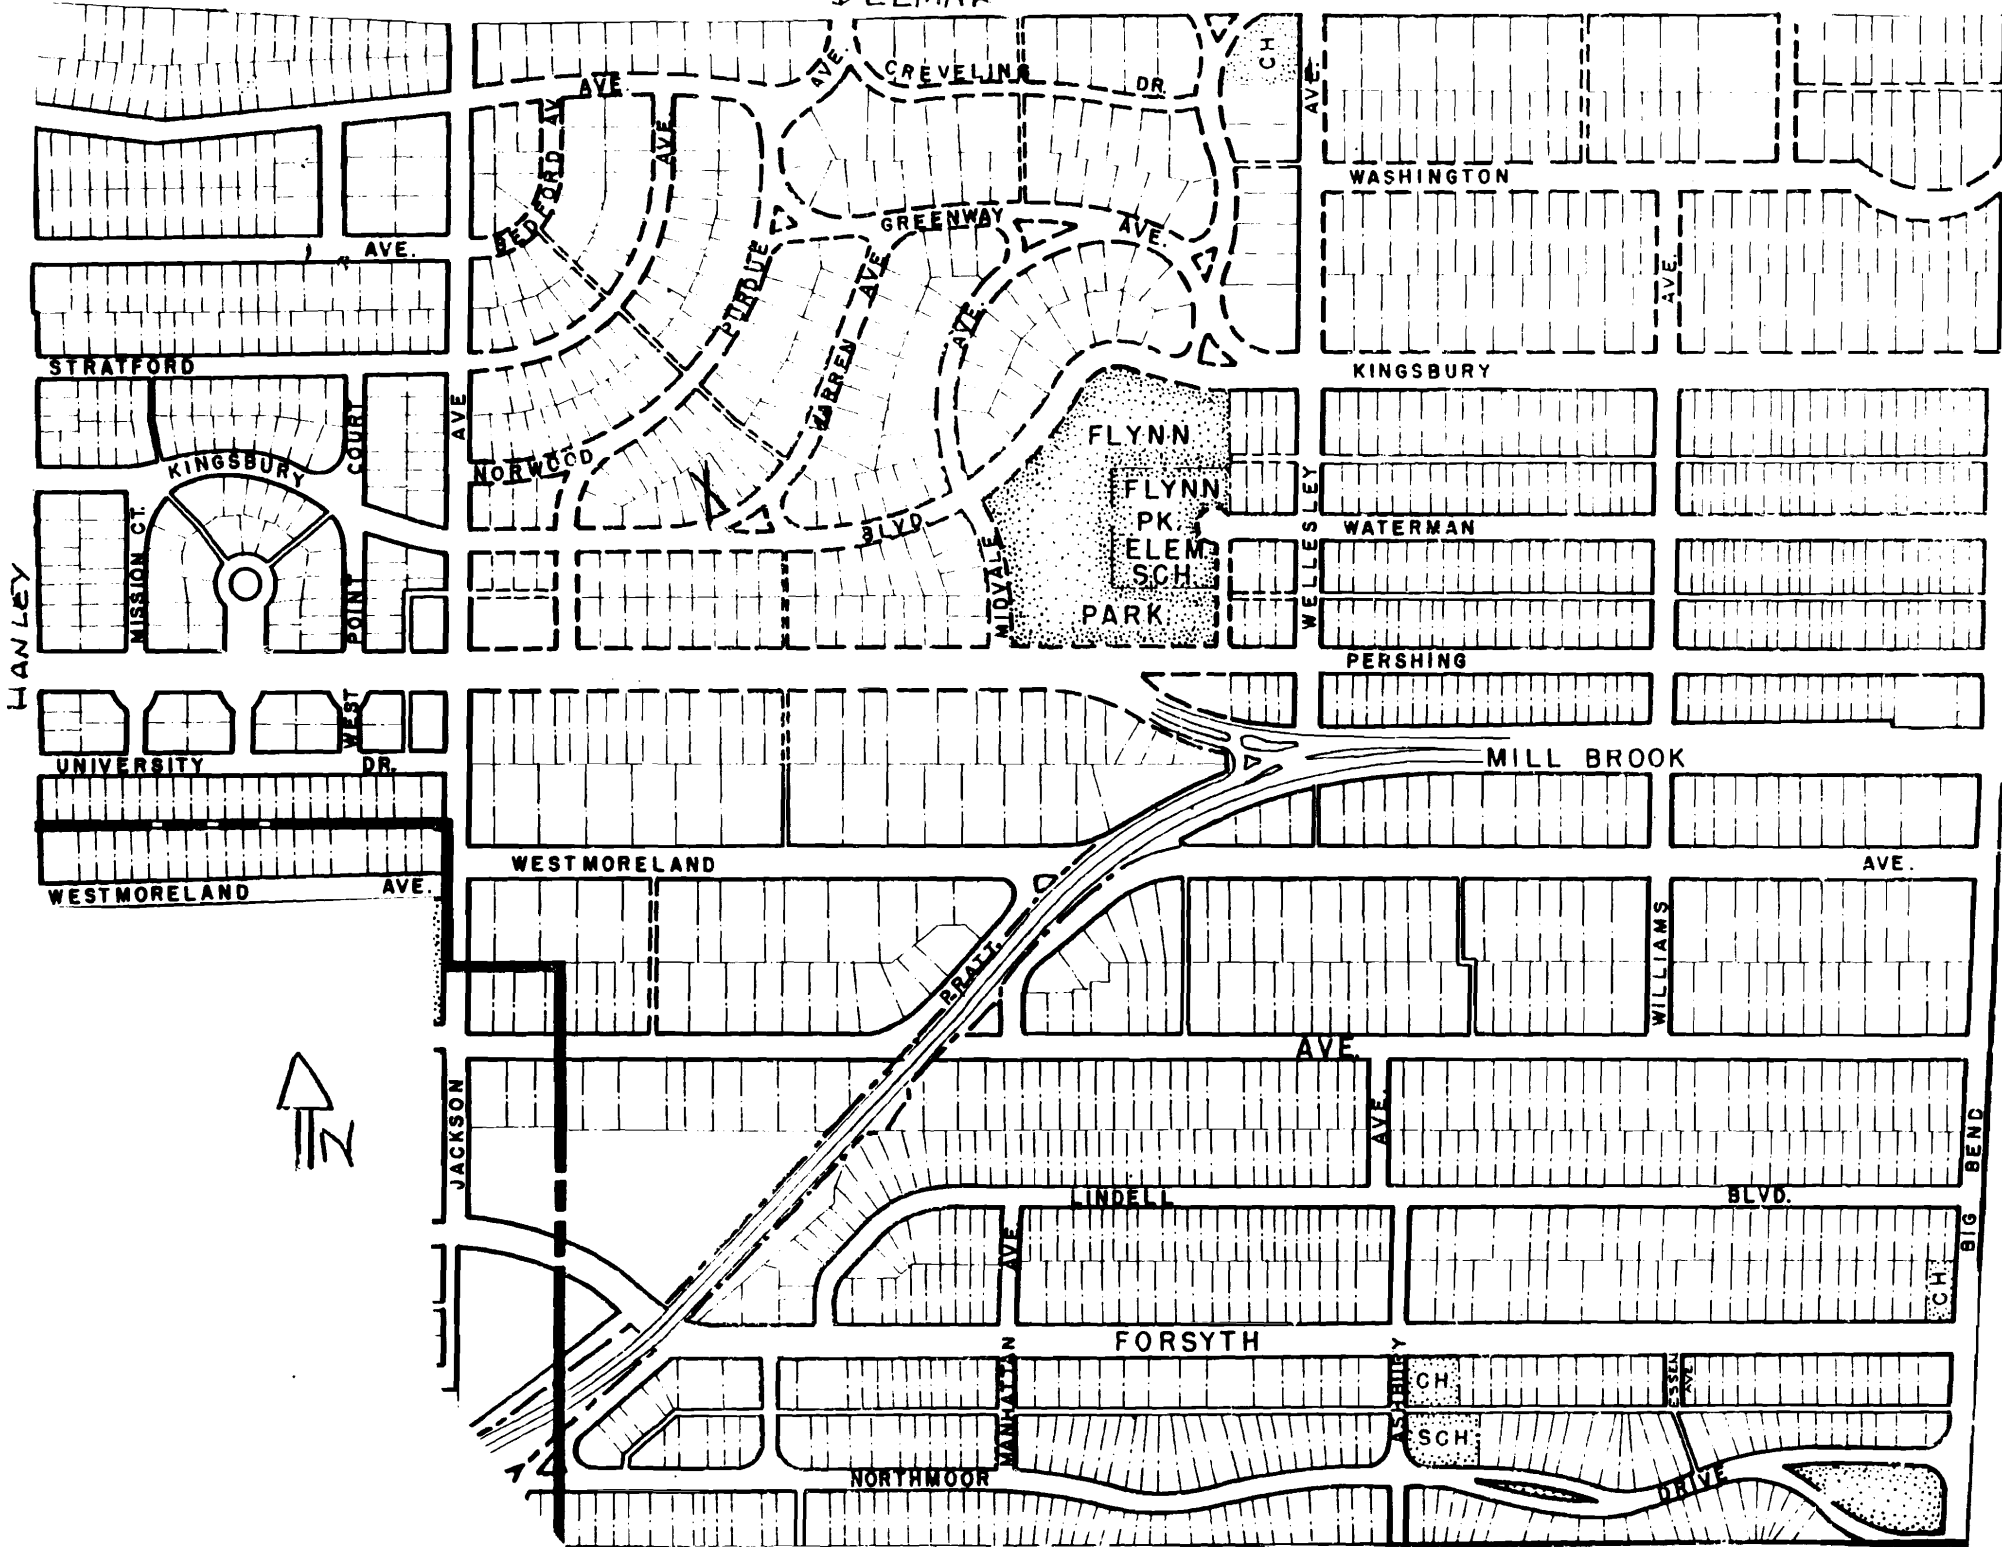 DELMAR
CH
AVE.
AVE.
CREVELING
DR.
AVE.
BEDFORD AV
AVE.
WASHINGTON
GREENWAY
AVE.
AVE.
PURDUE
WARREN AVE.
AVE.
AVE.
STRATFORD
KINGSBURY
COURT
AVE
FLYNN
KINGSBURY
NORWOOD
FLYNN
PK.
ELEM.
SCH.
PARK
WELLESLEY
WATERMAN
BLVD.
MISSION CT.
HANLEY
POINT
WEST
MIDVALE
PERSHING
UNIVERSITY
DR.
MILL BROOK
WESTMORELAND
AVE.
WESTMORELAND
AVE.
WILLIAMS
PRATT
AVE.
N
JACKSON
AVE.
BIG BEND
LINDELL
BLVD.
AVE.
CH
FORSYTH
MANHATTAN
ASHBURY
CH
ESSEX AVE
SCH
NORTHMOOR
DRIVE